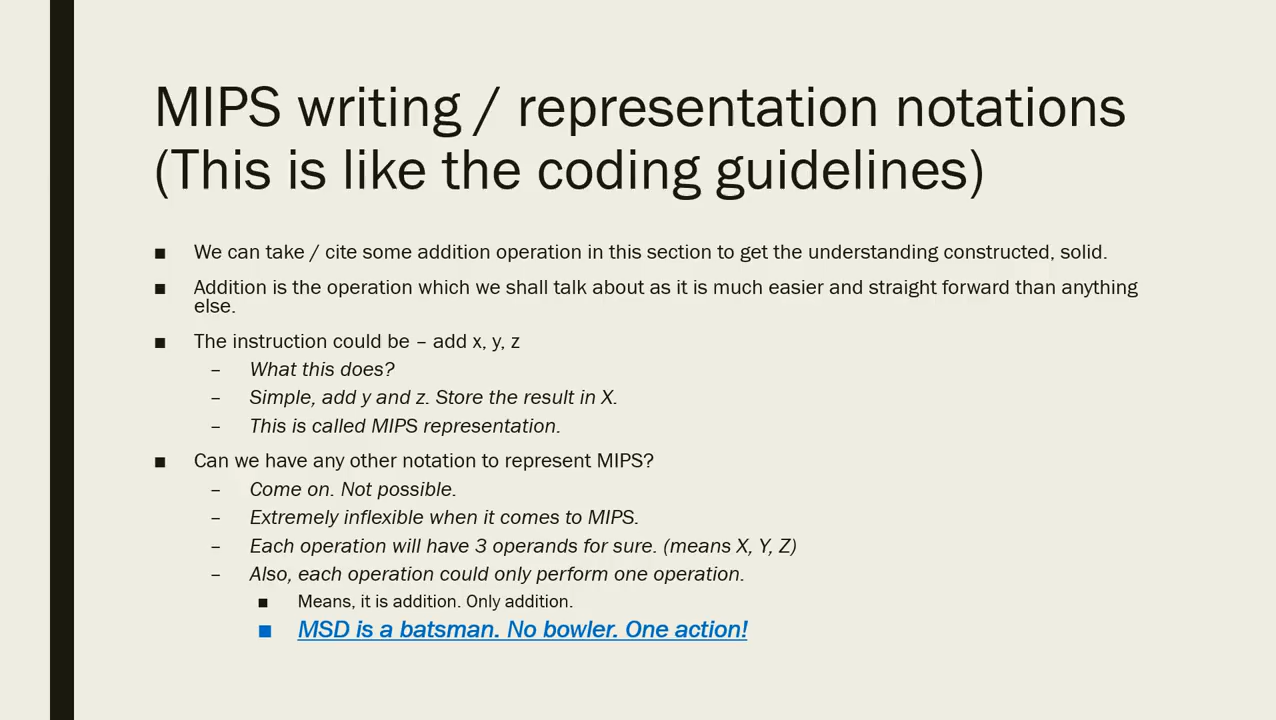 MIPS writing / representation notations
(This is like the coding guidelines)
■ We can take / cite some addition operation in this section to get the understanding constructed, solid.
■ Addition is the operation which we shall talk about as it is much easier and straight forward than anything
else.
■ The instruction could be – add x, y, z
– What this does?
– Simple, add y and z. Store the result in X.
– This is called MIPS representation.
■ Can we have any other notation to represent MIPS?
– Come on. Not possible.
– Extremely inflexible when it comes to MIPS.
– Each operation will have 3 operands for sure. (means X, Y, Z)
– Also, each operation could only perform one operation.
■ Means, it is addition. Only addition.
■ MSD is a batsman. No bowler. One action!